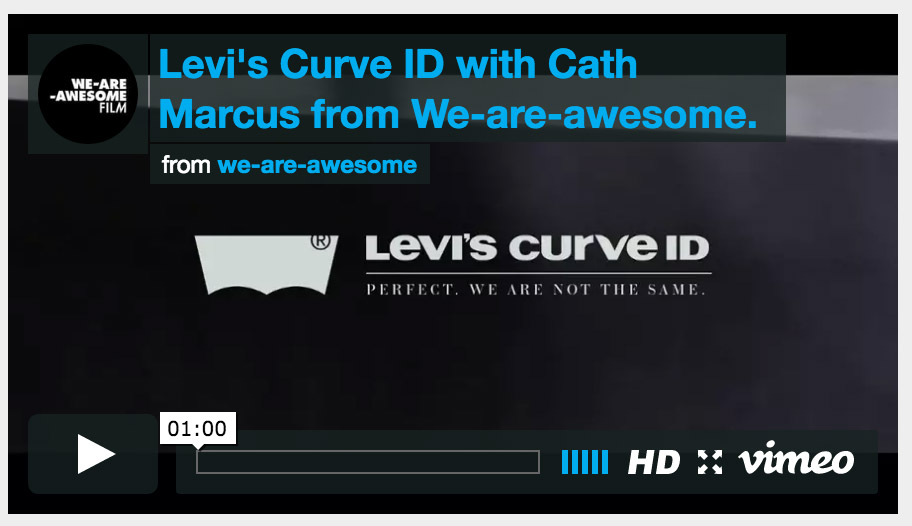 WE-ARE
-AWESOME
FILM
Levi's Curve ID with Cath
Marcus from We-are-awesome.
from we-are-awesome
®
Levi's curve ID
PERFECT. WE ARE NOT THE SAME.
01:00
HD
vimeo